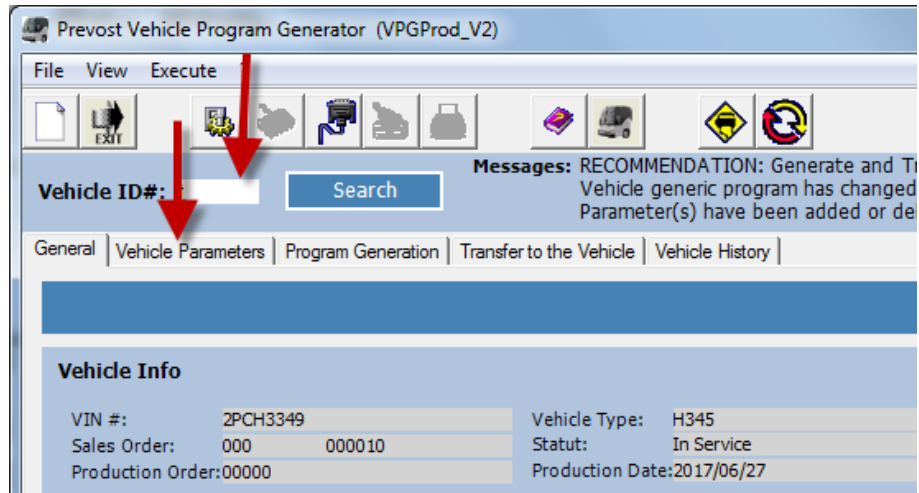 Prevost Vehicle Program Generator (VPGProd_V2)
File View Execute
EXIT
Messages: RECOMMENDATION: Generate and
Vehicle ID#: Search Vehicle generic program has changed
Parameter(s) have been added or
General Vehicle Parameters Program Generation Transfer to the Vehicle Vehicle History
Vehicle Info
VIN #: 2PCH3349 Vehicle Type: H345
Sales Order: 000 000010 Statut: In Service
Production Order:00000 Production Date:2017/06/27